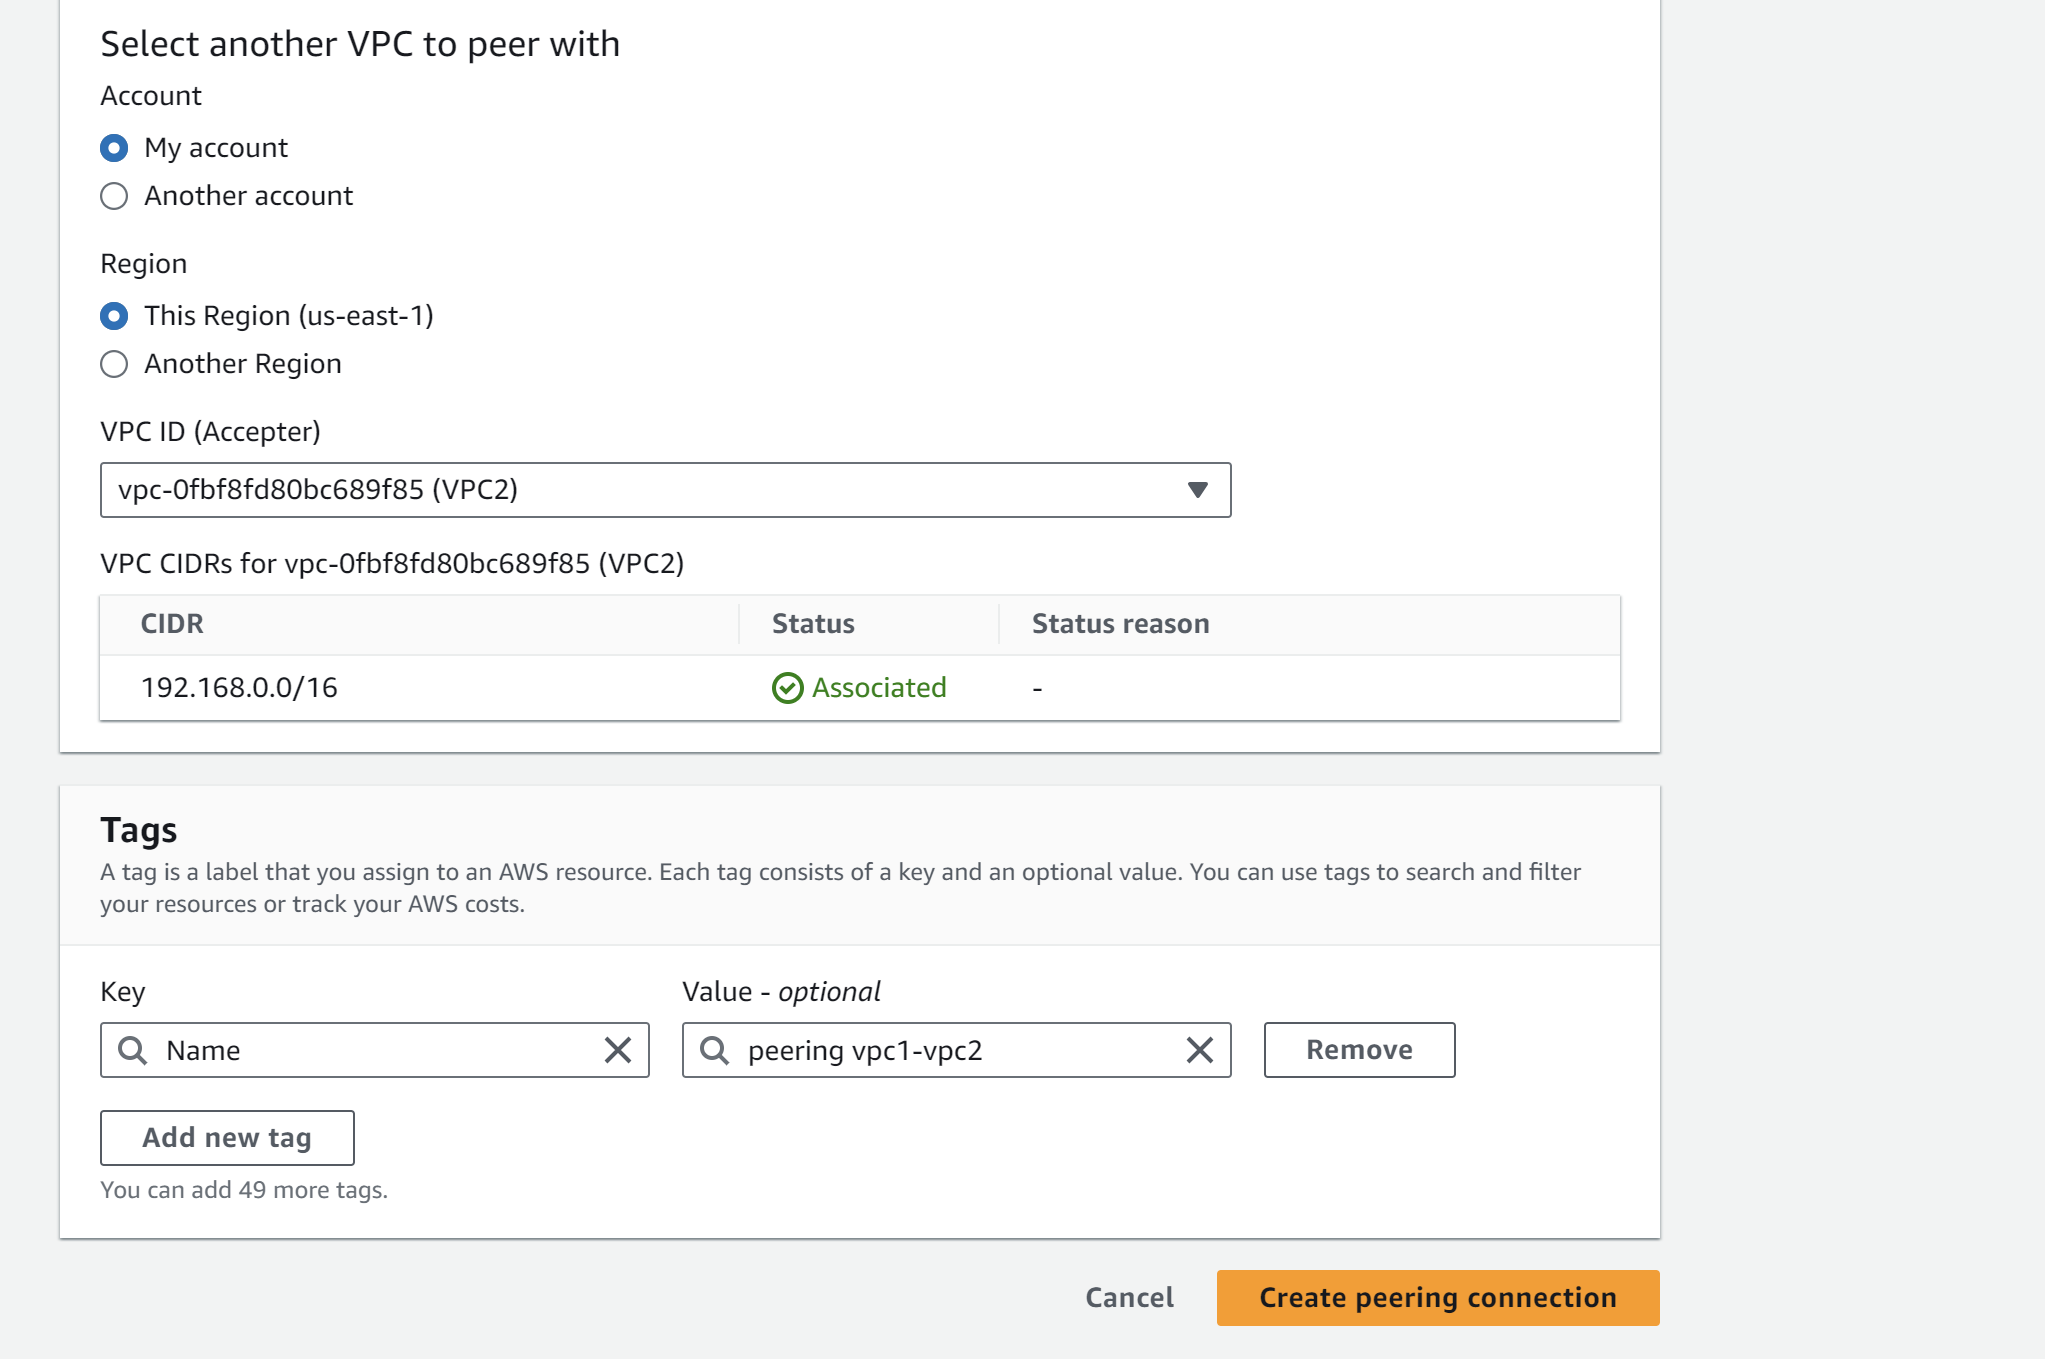 Select another VPC to peer with
Account
My account
Another account
Region
This Region (us-east-1)
Another Region
VPC ID (Accepter)
vpc-0fbf8fd80bc689f85 (VPC2)
VPC CIDRs for vpc-0fbf8fd80bc689f85 (VPC2)
CIDR Status Status reason
192.168.0.0/16 Associated -
Tags
A tag is a label that you assign to an AWS resource. Each tag consists of a key and an optional value. You can use tags to search and filter
your resources or track your AWS costs.
Key Value - optional
Name peering vpc1-vpc2 Remove
Add new tag
You can add 49 more tags.
Cancel Create peering connection